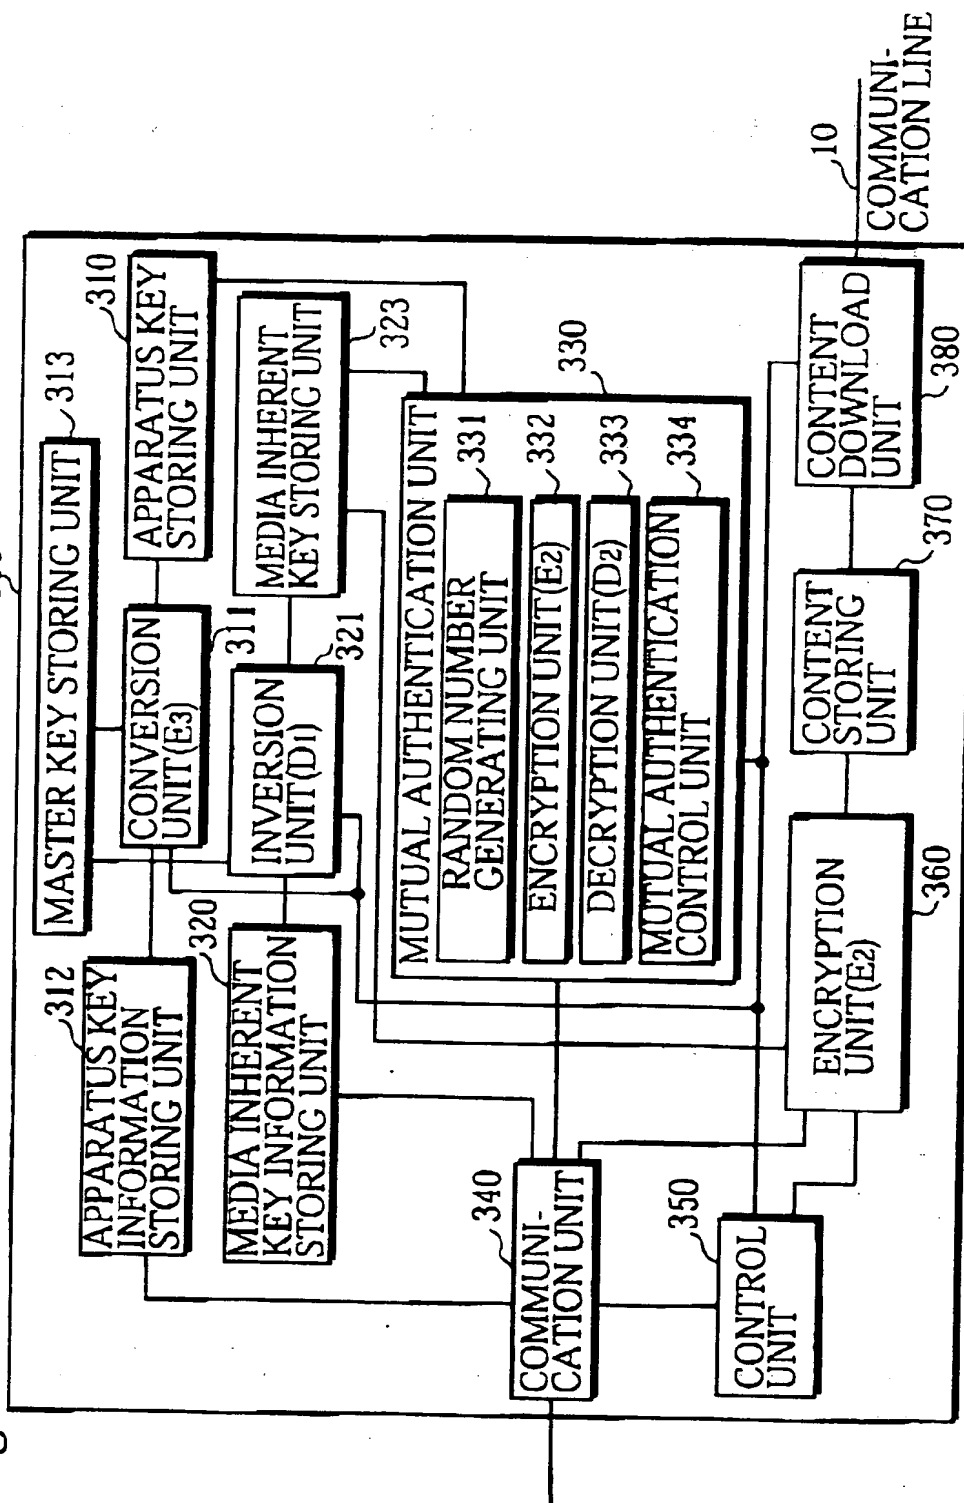 313
MASTER KEY STORING UNIT
310
APPARATUS KEY
STORING UNIT
CONVERSION
UNIT(E3)
311
312
APPARATUS KEY
INFORMATION
STORING UNIT
MEDIA INHERENT
KEY STORING UNIT
323
INVERSION
UNIT(D1)
321
320
MEDIA INHERENT
KEY INFORMATION
STORING UNIT
330
MUTUAL AUTHENTICATION UNIT
RANDOM NUMBER
GENERATING UNIT
331
ENCRYPTION UNIT(E2)
332
DECRYPTION UNIT(D2)
333
MUTUAL AUTHENTICATION
CONTROL UNIT
334
340
COMMUNI-
CATION UNIT
350
CONTROL
UNIT
ENCRYPTION
UNIT(E2)
360
CONTENT
STORING
UNIT
370
CONTENT
DOWNLOAD
UNIT
380
10
COMMUNI-
CATION LINE